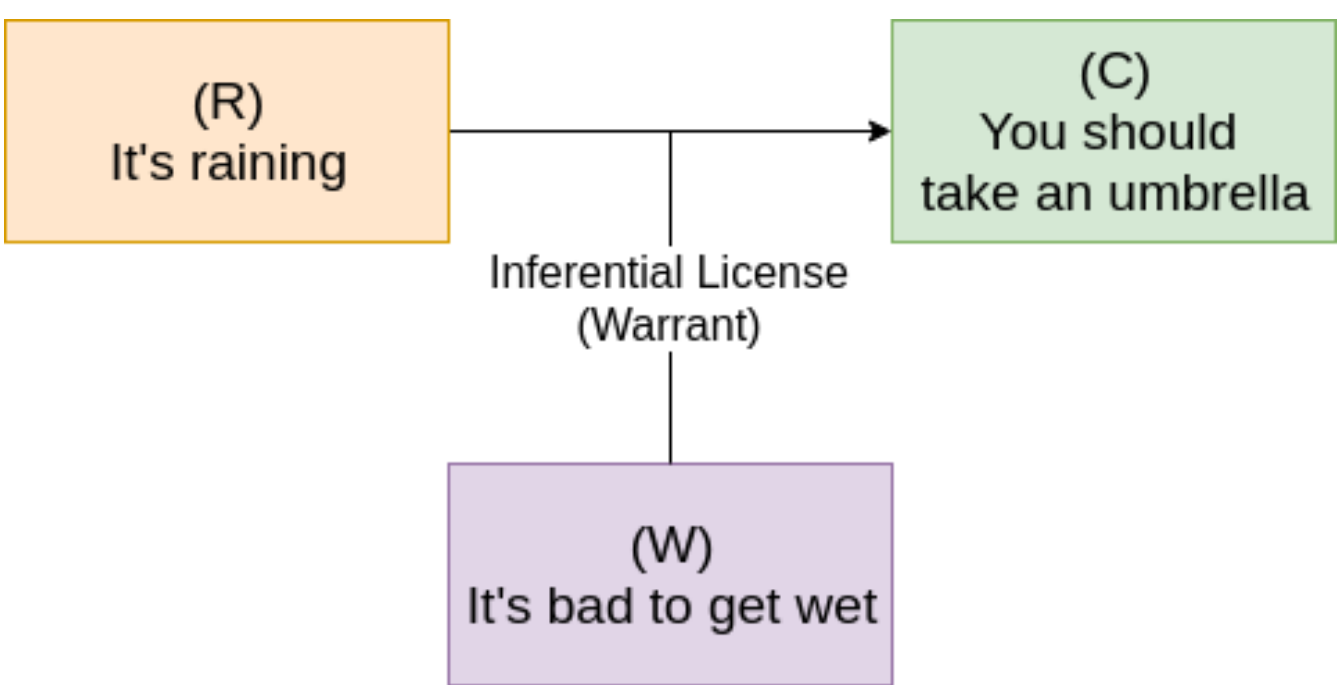 (R)
It's raining
(C)
You should
take an umbrella
Inferential License
(Warrant)
(W)
It's bad to get wet